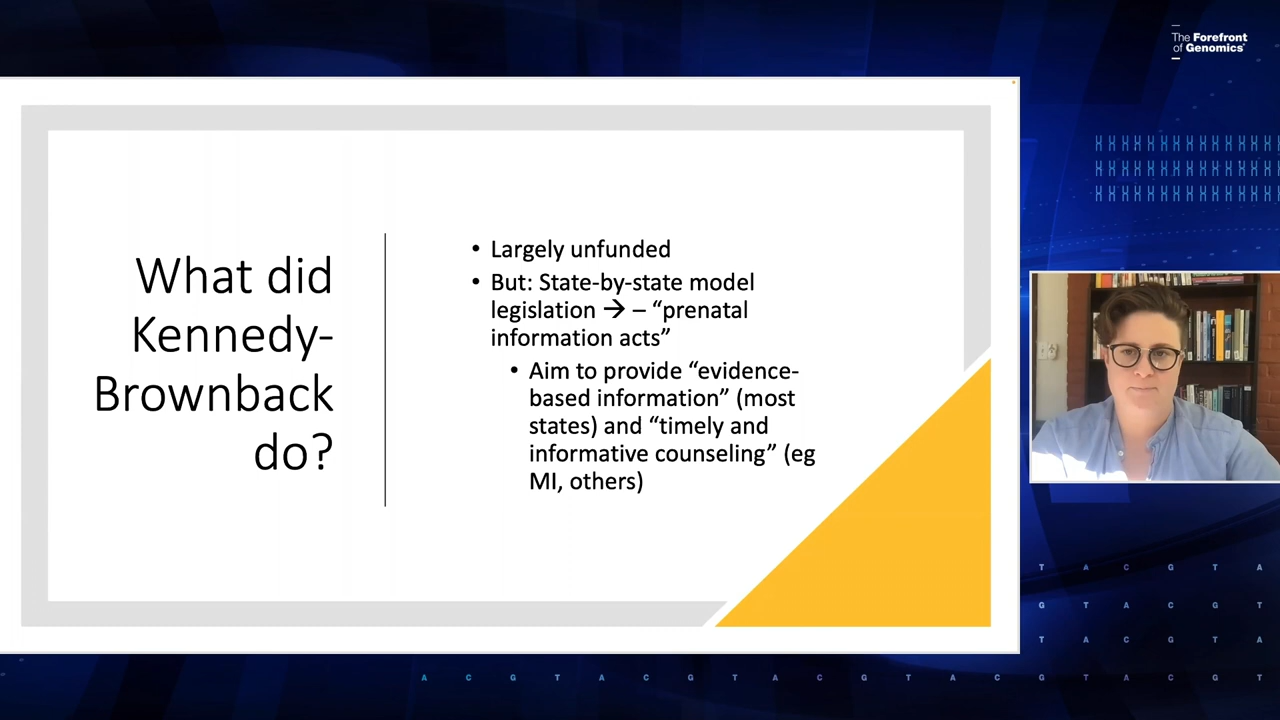 The Forefront
of Genomics®
What did
Kennedy-
Brownback
do?
• Largely unfunded
• But: State-by-state model
legislation → – “prenatal
information acts”
• Aim to provide “evidence-
based information” (most
states) and “timely and
informative counseling” (eg
MI, others)
T A C G T A
G T A C G T
T A C G T A
A C G T A C G T A C G T A C G T A C G T